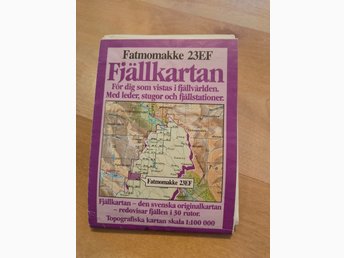 Fatmomakke 23EF
Fjällkartan
För dig som vistas i fjällvärlden.
Med leder, stugor och fjällstationer.
Fatmomakke 23EF
Fjällkartan – den svenska originalkartan
– redovisar fjällen i 30 rutor.
Topografiska kartan skala 1:100 000